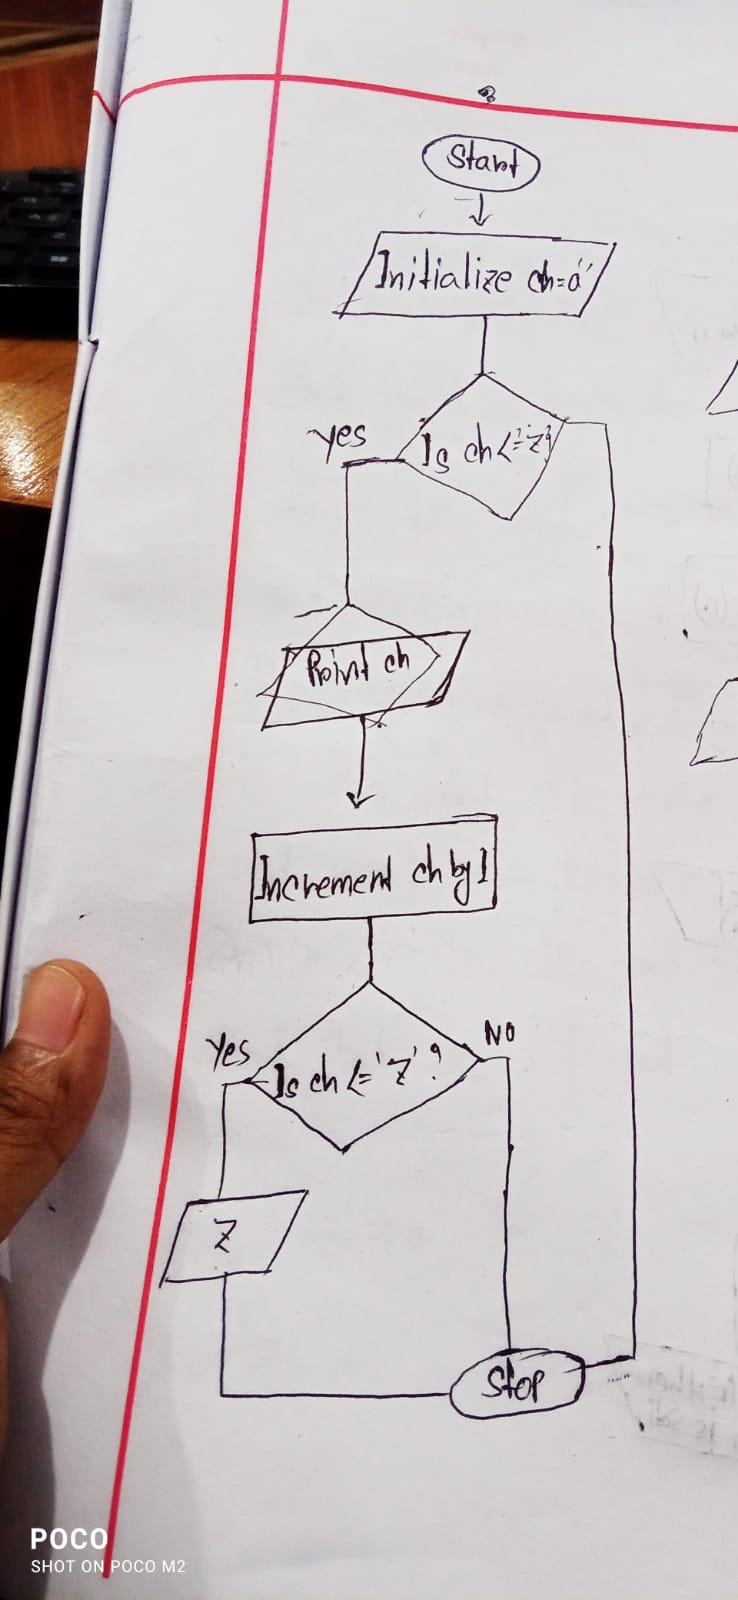 Start
Initialize ch='a'
Is ch<='z'?
Yes
Print ch
Increment ch by 1
Is ch <= 'z' ?
Yes
NO
Z
Stop
POCO
SHOT ON POCO M2